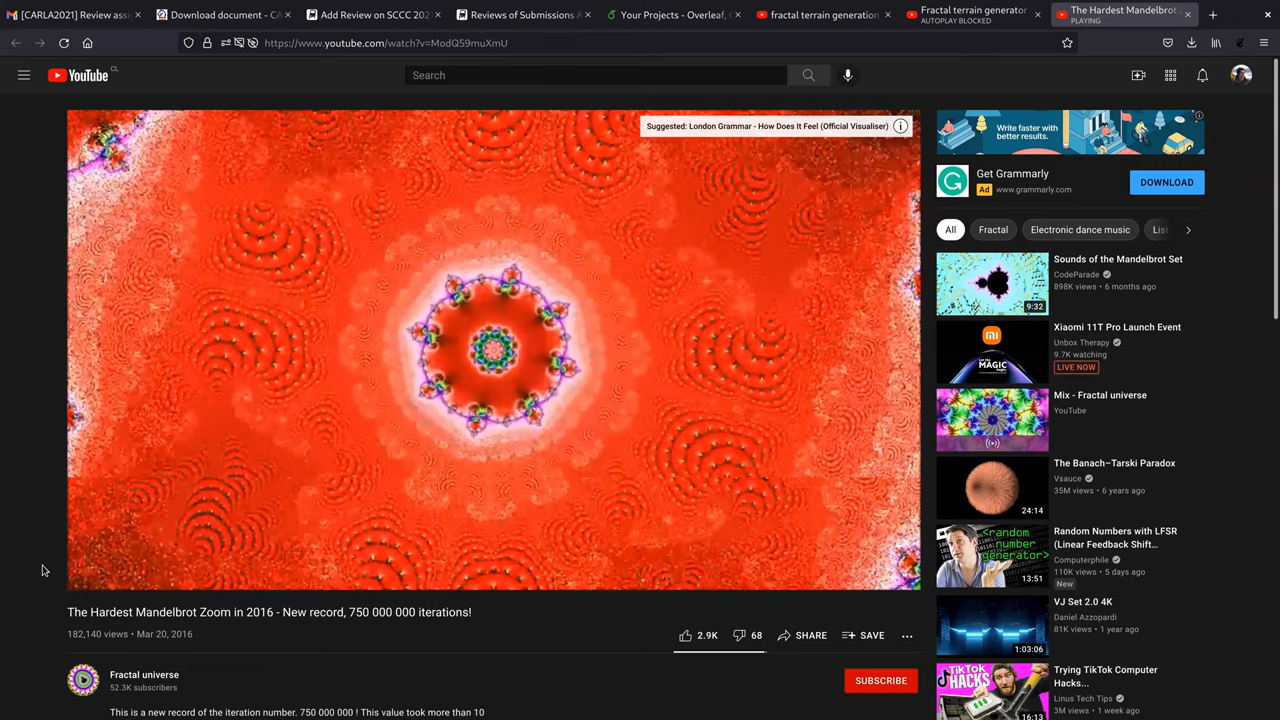 [CARLA2021] Review assi
Download document - CA
Add Review on SCCC 202
Reviews of Submissions A
Your Projects - Overleaf, C
fractal terrain generation
Fractal terrain generator
AUTOPLAY BLOCKED
The Hardest Mandelbrot Z
PLAYING
https://www.youtube.com/watch?v=ModQ59muXmU
YouTube CL
Search
Suggested: London Grammar - How Does It Feel (Official Visualiser)
Write faster with
better results.
Get Grammarly
Ad www.grammarly.com
DOWNLOAD
All Fractal Electronic dance music Lis
Sounds of the Mandelbrot Set
CodeParade
898K views • 6 months ago
9:32
Xiaomi 11T Pro Launch Event
Unbox Therapy
9.7K watching
LIVE NOW
MAGIC
Mix - Fractal universe
YouTube
The Banach–Tarski Paradox
Vsauce
35M views • 6 years ago
24:14
Random Numbers with LFSR
(Linear Feedback Shift...
Computerphile
110K views • 5 days ago
New
<random
number
generator>
13:51
VJ Set 2.0 4K
Daniel Azzopardi
81K views • 1 year ago
1:03:06
Trying TikTok Computer
Hacks...
Linus Tech Tips
3M views • 1 week ago
TikTok
HACKS
16:13
The Hardest Mandelbrot Zoom in 2016 - New record, 750 000 000 iterations!
182,140 views • Mar 20, 2016
2.9K 68 SHARE SAVE
Fractal universe
52.3K subscribers
SUBSCRIBE
This is a new record of the iteration number. 750 000 000 ! This value took more than 10